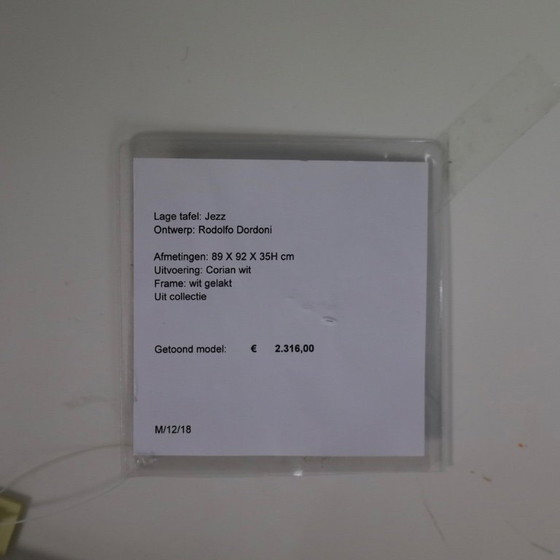 Lage tafel: Jezz
Ontwerp: Rodolfo Dordoni
Afmetingen: 89 X 92 X 35H cm
Uitvoering: Corian wit
Frame: wit gelakt
Uit collectie
Getoond model: € 2.316,00
M/12/18